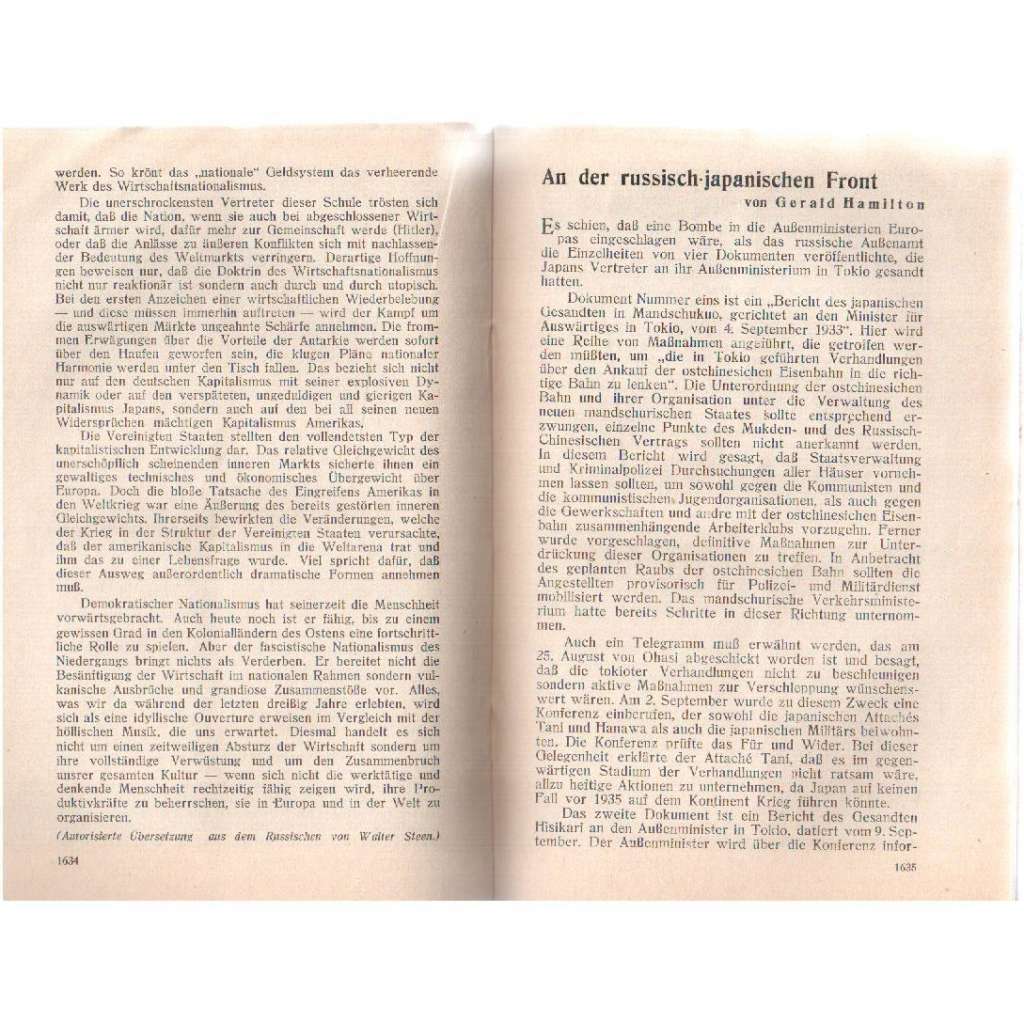 werden. So krönt das „nationale“ Geldsystem das verheerende
Werk des Wirtschaftsnationalismus.
Die unerschrockensten Vertreter dieser Schule trösten sich
damit, daß die Nation, wenn sie auch bei abgeschlossener Wirt-
schaft ärmer wird, dafür mehr zur Gemeinschaft werde (Hitler),
oder daß die Anlässe zu äußeren Konflikten sich mit nachlassen-
der Bedeutung des Weltmarkts verringern. Derartige Hoffnun-
gen beweisen nur, daß die Doktrin des Wirtschaftsnationalismus
nicht nur reaktionär ist sondern auch durch und durch utopisch.
Bei den ersten Anzeichen einer wirtschaftlichen Wiederbelebung
— und diese müssen immerhin auftreten — wird der Kampf um
die auswärtigen Märkte ungeahnte Schärfe annehmen. Die from-
men Erwägungen über die Vorteile der Autarkie werden sofort
über den Haufen geworfen sein, die klugen Pläne nationaler
Harmonie werden unter den Tisch fallen. Das bezieht sich nicht
nur auf den deutschen Kapitalismus mit seiner explosiven Dy-
namik oder auf den verspäteten, ungeduldigen und gierigen Ka-
pitalismus Japans, sondern auch auf den bei all seinen neuen
Widersprüchen mächtigen Kapitalismus Amerikas.
Die Vereinigten Staaten stellten den vollendetsten Typ der
kapitalistischen Entwicklung dar. Das relative Gleichgewicht des
unerschöpflich scheinenden inneren Markts sicherte ihnen ein
gewaltiges technisches und ökonomisches Übergewicht über
Europa. Doch die bloße Tatsache des Eingreifens Amerikas in
den Weltkrieg war eine Äußerung des bereits gestörten inneren
Gleichgewichts. Ihrerseits bewirkten die Veränderungen, welche
der Krieg in der Struktur der Vereinigten Staaten verursachte,
daß der amerikanische Kapitalismus in die Weltarena trat und
ihm das zu einer Lebensfrage wurde. Viel spricht dafür, daß
dieser Ausweg außerordentlich dramatische Formen annehmen
muß.
Demokratischer Nationalismus hat seinerzeit die Menschheit
vorwärtsgebracht. Auch heute noch ist er fähig, bis zu einem
gewissen Grad in den Kolonialländern des Ostens eine fortschritt-
liche Rolle zu spielen. Aber der fascistische Nationalismus des
Niedergangs bringt nichts als Verderben. Er bereitet nicht die
Besänftigung der Wirtschaft im nationalen Rahmen sondern vul-
kanische Ausbrüche und grandiose Zusammenstöße vor. Alles,
was wir da während der letzten dreißig Jahre erlebten, wird
sich als eine idyllische Ouverture erweisen im Vergleich mit der
höllischen Musik, die uns erwartet. Diesmal handelt es sich
nicht um einen zeitweiligen Absturz der Wirtschaft sondern um
ihre vollständige Verwüstung und um den Zusammenbruch
unsrer gesamten Kultur — wenn sich nicht die werktätige und
denkende Menschheit rechtzeitig fähig zeigen wird, ihre Pro-
duktivkräfte zu beherrschen, sie in Europa und in der Welt zu
organisieren.
(Autorisierte Übersetzung aus dem Russischen von Walter Steen.)
1634
An der russisch-japanischen Front
von Gerald Hamilton
Es schien, daß eine Bombe in die Außenministerien Euro-
pas eingeschlagen wäre, als das russische Außenamt
die Einzelheiten von vier Dokumenten veröffentlichte, die
Japans Vertreter an ihr Außenministerium in Tokio gesandt
hatten.
Dokument Nummer eins ist ein „Bericht des japanischen
Gesandten in Mandschukuo, gerichtet an den Minister für
Auswärtiges in Tokio, vom 4. September 1933“. Hier wird
eine Reihe von Maßnahmen angeführt, die getroffen wer-
den müßten, um „die in Tokio geführten Verhandlungen
über den Ankauf der ostchinesichen Eisenbahn in die rich-
tige Bahn zu lenken“. Die Unterordnung der ostchinesichen
Bahn und ihrer Organisation unter die Verwaltung des
neuen mandschurischen Staates sollte entsprechend er-
zwungen, einzelne Punkte des Mukden- und des Russisch-
Chinesischen Vertrags sollten nicht anerkannt werden.
In diesem Bericht wird gesagt, daß Staatsverwaltung
und Kriminalpolizei Durchsuchungen aller Häuser vorneh-
men lassen sollten, um sowohl gegen die Kommunisten und
die kommunistischen Jugendorganisationen, als auch gegen
die Gewerkschaften und andre mit der ostchinesichen Eisen-
bahn zusammenhängende Arbeiterklubs vorzugehn. Ferner
wurde vorgeschlagen, definitive Maßnahmen zur Unter-
drückung dieser Organisationen zu treffen. In Anbetracht
des geplanten Raubs der ostchinesichen Bahn sollten die
Angestellten provisorisch für Polizei- und Militärdienst
mobilisiert werden. Das mandschurische Verkehrsministe-
rium hatte bereits Schritte in dieser Richtung unternom-
men.
Auch ein Telegramm muß erwähnt werden, das am
25. August von Ohasi abgeschickt worden ist und besagt,
daß die tokioter Verhandlungen nicht zu beschleunigen
sondern aktive Maßnahmen zur Verschleppung wünschens-
wert wären. Am 2. September wurde zu diesem Zweck eine
Konferenz einberufen, der sowohl die japanischen Attachés
Tani und Hanawa als auch die japanischen Militärs beiwohn-
ten. Die Konferenz prüfte das Für und Wider. Bei dieser
Gelegenheit erklärte der Attaché Tani, daß es im gegen-
wärtigen Stadium der Verhandlungen nicht ratsam wäre,
allzu heitige Aktionen zu unternehmen, da Japan auf keinen
Fall vor 1935 auf dem Kontinent Krieg führen könnte.
Das zweite Dokument ist ein Bericht des Gesandten
Hisikari an den Außenminister in Tokio, datiert vom 9. Sep-
tember. Der Außenminister wird über die Konferenz infor-
1635